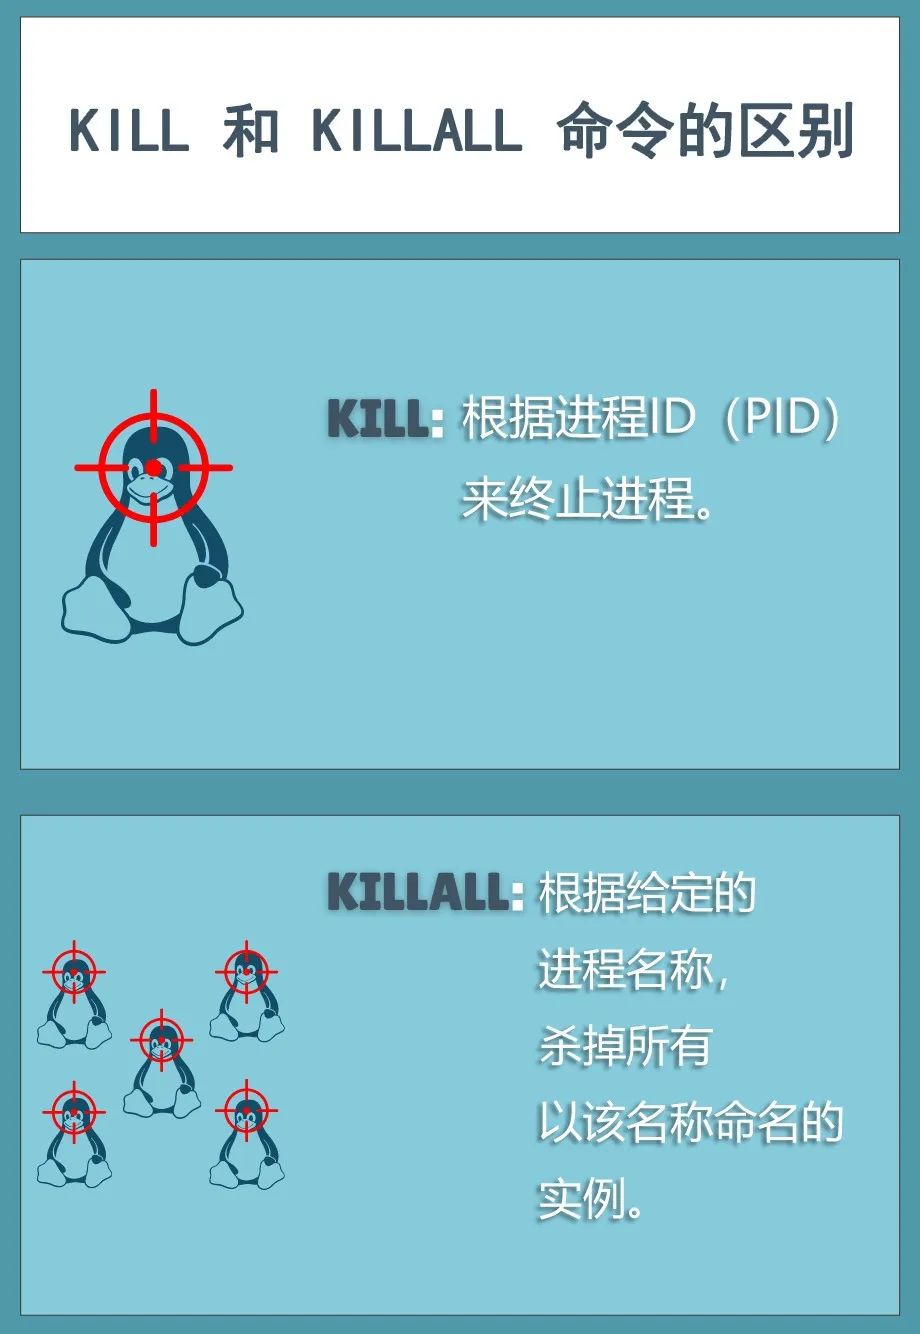 KILL 和 KILLALL 命令的区别
KILL: 根据进程ID（PID）
来终止进程。
KILLALL: 根据给定的
进程名称，
杀掉所有
以该名称命名的
实例。